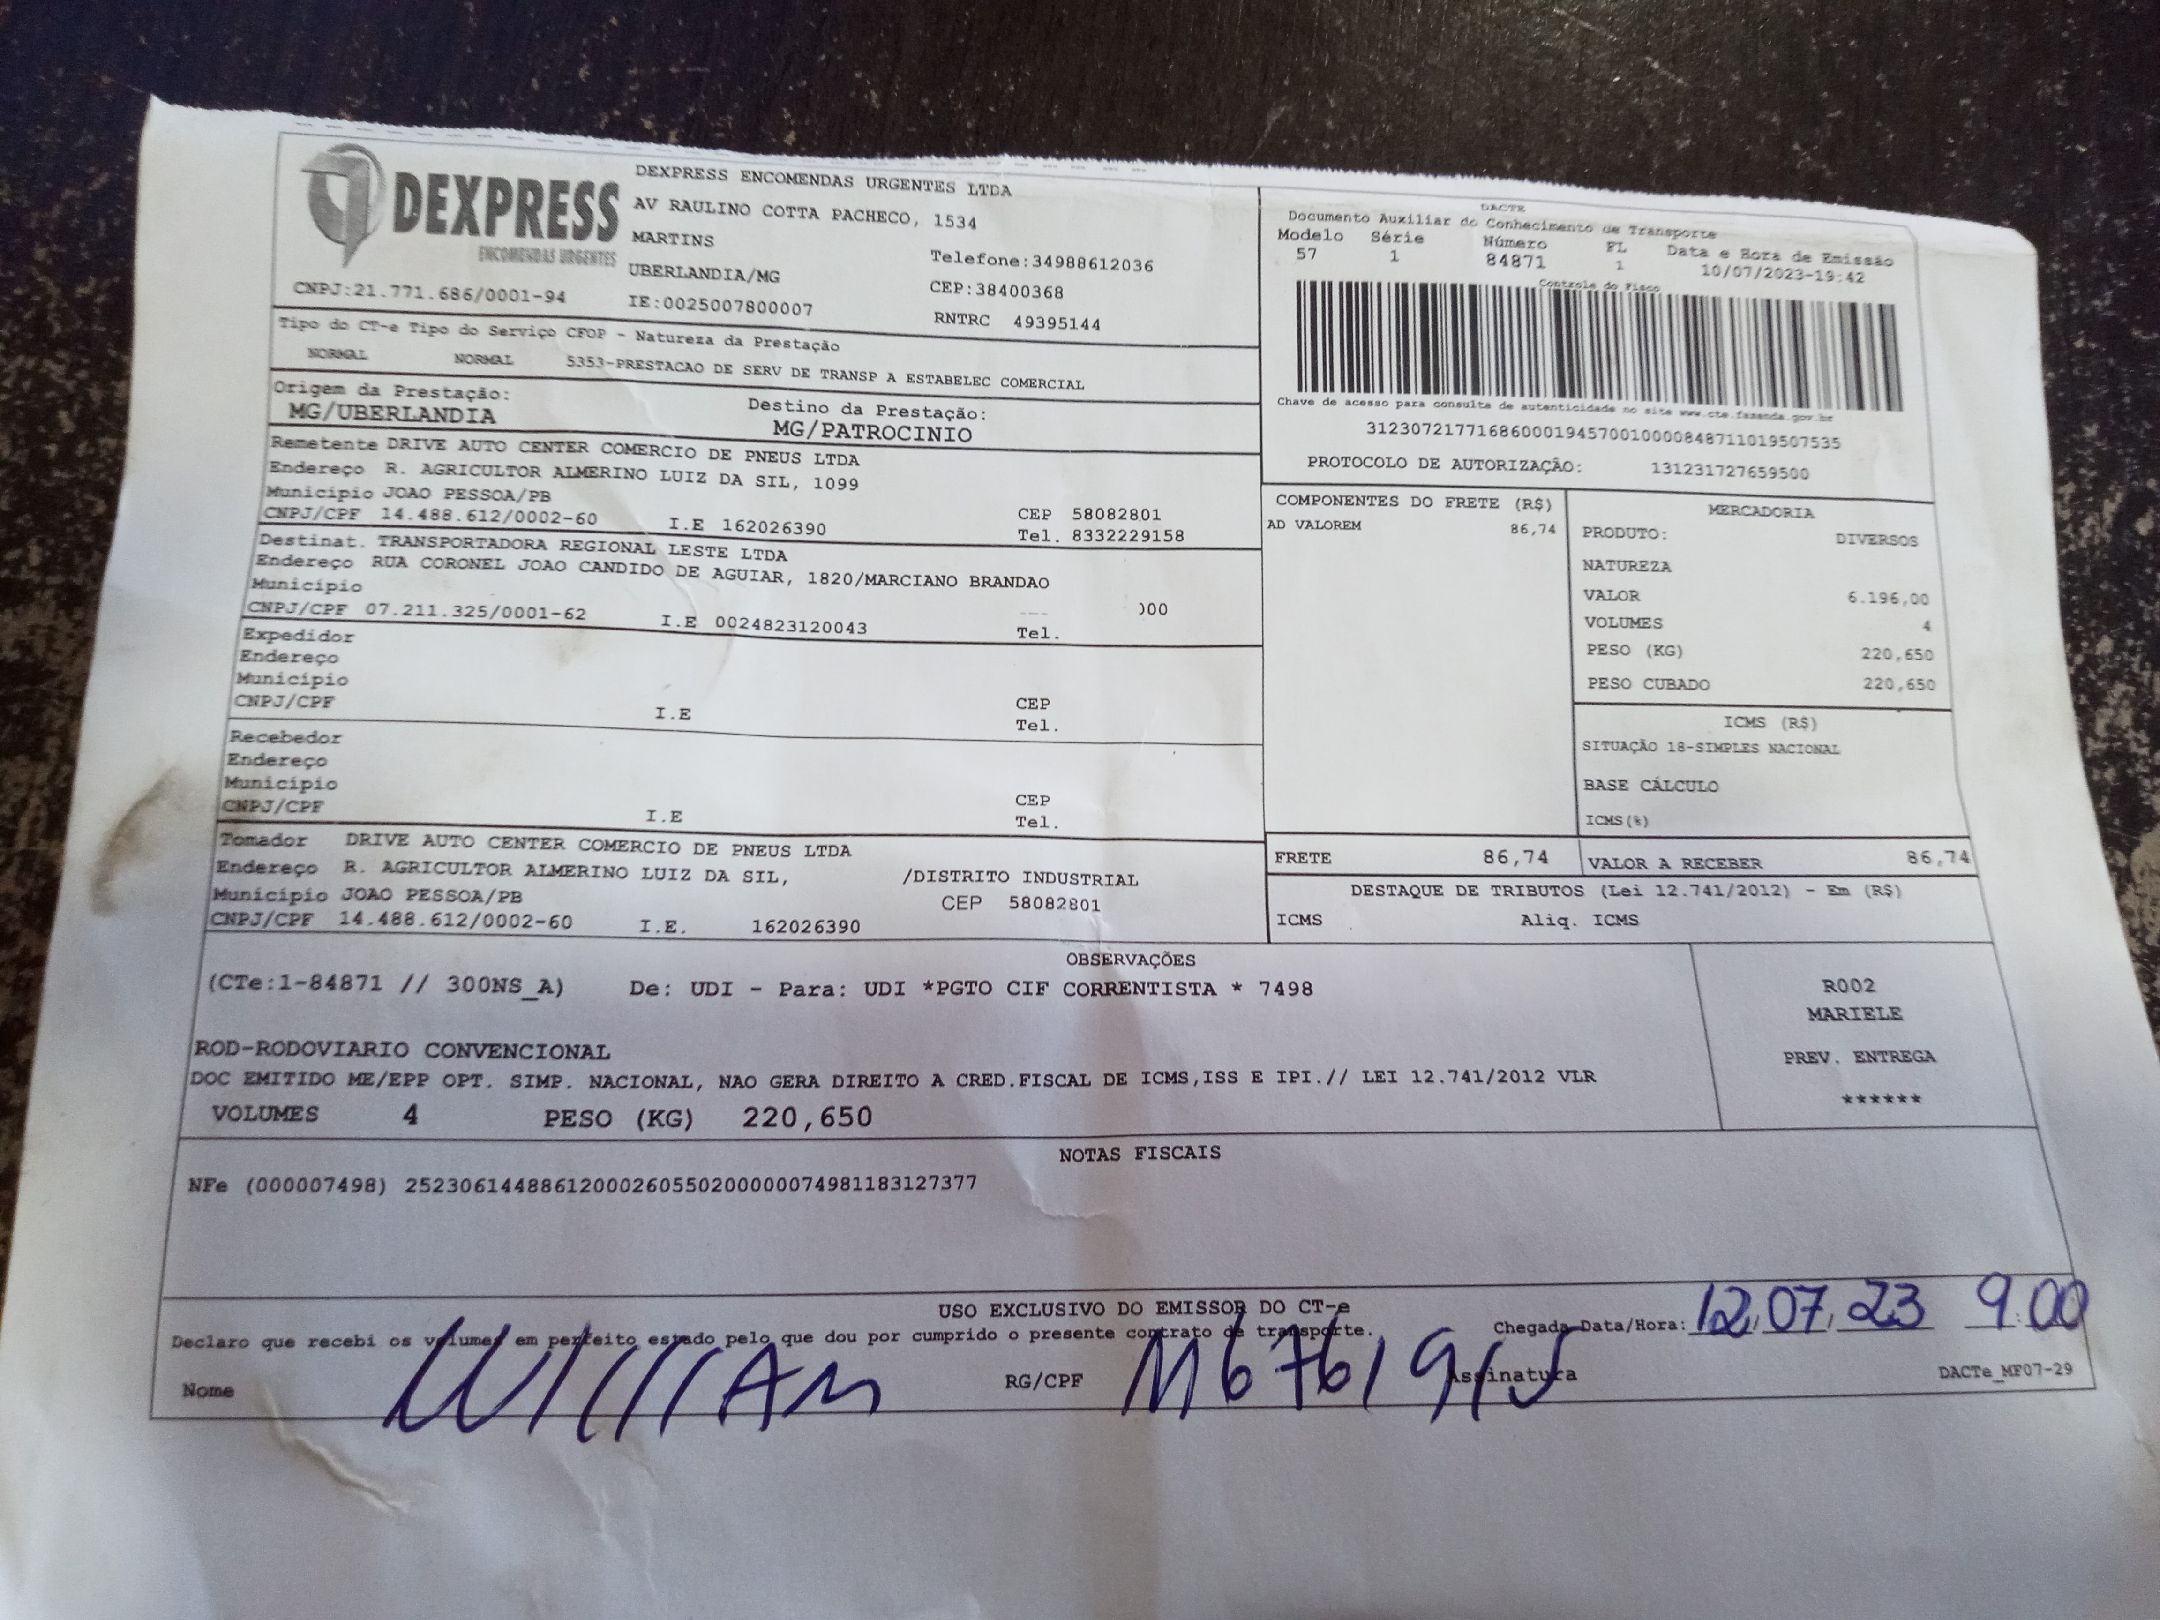 DEXPRESS
ENCOMENDAS URGENTES
CNPJ:21.771.686/0001-94
DEXPRESS ENCOMENDAS URGENTES LTDA
AV RAULINO COTTA PACHECO, 1534
MARTINS
UBERLANDIA/MG
IE:0025007800007
Telefone:34988612036
CEP:38400368
RNTRC 49395144
DACTE
Documento Auxiliar do Conhecimento de Transporte
Modelo Série Número FL Data e Hora de Emissão
57 1 84871 1 10/07/2023-19:42
Controle do Fisco
Chave de acesso para consulta de autenticidade no site www.cte.fazenda.gov.br
31230721771686000194570010000848711019507535
PROTOCOLO DE AUTORIZAÇÃO: 131231727659500
Tipo do CT-e Tipo do Serviço CFOP - Natureza da Prestação
NORMAL NORMAL 5353-PRESTACAO DE SERV DE TRANSP A ESTABELEC COMERCIAL
Origem da Prestação: Destino da Prestação:
MG/UBERLANDIA MG/PATROCINIO
Remetente DRIVE AUTO CENTER COMERCIO DE PNEUS LTDA
Endereço R. AGRICULTOR ALMERINO LUIZ DA SIL, 1099
Município JOAO PESSOA/PB CEP 58082801
CNPJ/CPF 14.488.612/0002-60 I.E 162026390 Tel. 8332229158
Destinat. TRANSPORTADORA REGIONAL LESTE LTDA
Endereço RUA CORONEL JOAO CANDIDO DE AGUIAR, 1820/MARCIANO BRANDAO
Município 000
CNPJ/CPF 07.211.325/0001-62 I.E 0024823120043 Tel.
Expedidor
Endereço
Município CEP
CNPJ/CPF I.E Tel.
Recebedor
Endereço
Município CEP
CNPJ/CPF I.E Tel.
Tomador DRIVE AUTO CENTER COMERCIO DE PNEUS LTDA
Endereço R. AGRICULTOR ALMERINO LUIZ DA SIL, /DISTRITO INDUSTRIAL
Município JOAO PESSOA/PB CEP 58082801
CNPJ/CPF 14.488.612/0002-60 I.E. 162026390
COMPONENTES DO FRETE (R$)
AD VALOREM 86,74
MERCADORIA
PRODUTO: DIVERSOS
NATUREZA
VALOR 6.196,00
VOLUMES 4
PESO (KG) 220,650
PESO CUBADO 220,650
ICMS (R$)
SITUAÇÃO 18-SIMPLES NACIONAL
BASE CÁLCULO
ICMS(%)
FRETE 86,74 VALOR A RECEBER 86,74
DESTAQUE DE TRIBUTOS (Lei 12.741/2012) - Em (R$)
ICMS Aliq. ICMS
OBSERVAÇÕES
(CTe:1-84871 // 300NS_A) De: UDI - Para: UDI *PGTO CIF CORRENTISTA * 7498
ROD-RODOVIARIO CONVENCIONAL
DOC EMITIDO ME/EPP OPT. SIMP. NACIONAL, NAO GERA DIREITO A CRED.FISCAL DE ICMS,ISS E IPI.// LEI 12.741/2012 VLR
VOLUMES 4 PESO (KG) 220,650
R002
MARIELE
PREV. ENTREGA
******
NOTAS FISCAIS
NFe (000007498) 25230614488612000260550200000074981183127377
USO EXCLUSIVO DO EMISSOR DO CT-e
Declaro que recebi os volumes em perfeito estado pelo que dou por cumprido o presente contrato de transporte.
Chegada Data/Hora: 12/07/23 9:00
Nome WIllIAM RG/CPF Assinatura
DACTe_MF07-29